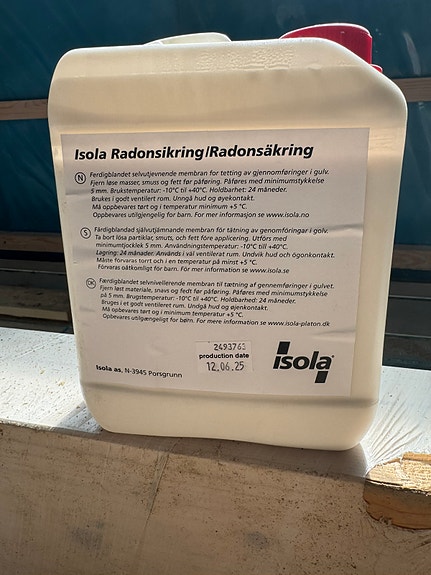 Isola Radonsikring/Radonsäkring
N Ferdigblandet selvutjevnende membran for tetting av gjennomføringer i gulv.
Fjern løse masser, smuss og fett før påføring. Påføres med minimumstykkelse
5 mm. Brukstemperatur: -10°C til +40°C. Holdbarhet: 24 måneder.
Brukes i godt ventilert rum. Unngå hud og øyekontakt.
Må oppbevares tørt og i temperatur minimum +5 °C.
Oppbevares utilgjengelig for barn. For mer informasjon se www.isola.no
S Färdigblandad självutjämnande membran för tätning av genomföringar i golv.
Ta bort lösa partiklar, smuts, och fett före applicering. Utförs med
minimumtjocklek 5 mm. Användningstemperatur: -10°C till +40°C.
Lagring: 24 månader. Används i väl ventilerat rum. Undvik hud och ögonkontakt.
Måste förvaras torrt och i en temperatur på minst +5 °C.
Förvaras oåtkomligt för barn. För mer information se www.isola.se
DK Færdigblandet selvnivellerende membran til tætning af gennemføringer i gulvet.
Fjern løst materiale, snavs og fedt før påføring. Påføres med minimumstykkelse
på 5 mm. Brugstemperatur: -10°C til +40°C. Holdbarhed: 24 måneder.
Bruges i et godt ventileret rum. Undgå hud og øjenkontakt.
Må oppbevares tørt og i minimum temperatur +5 °C.
Opbevares utilgængeligt for børn. For mere information se www.isola-platon.dk
2493763
production date
12.06.25
isola
Isola as, N-3945 Porsgrunn